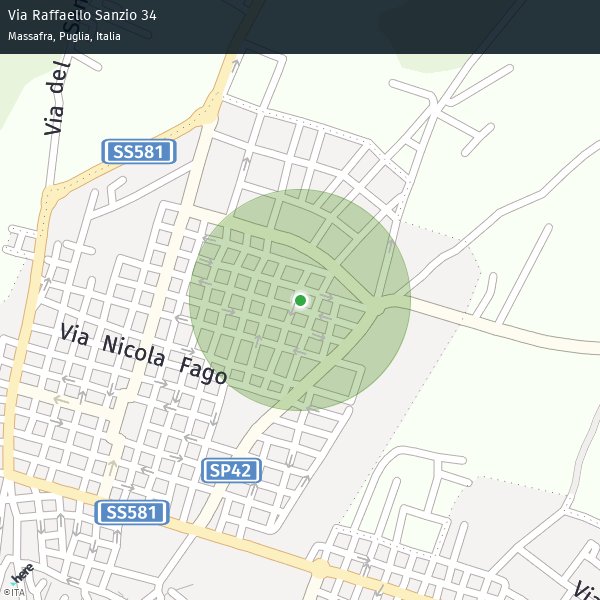 Via Raffaello Sanzio 34
Massafra, Puglia, Italia
Via del
SS581
Via Nicola Fago
SP42
SS581
here
©ITA